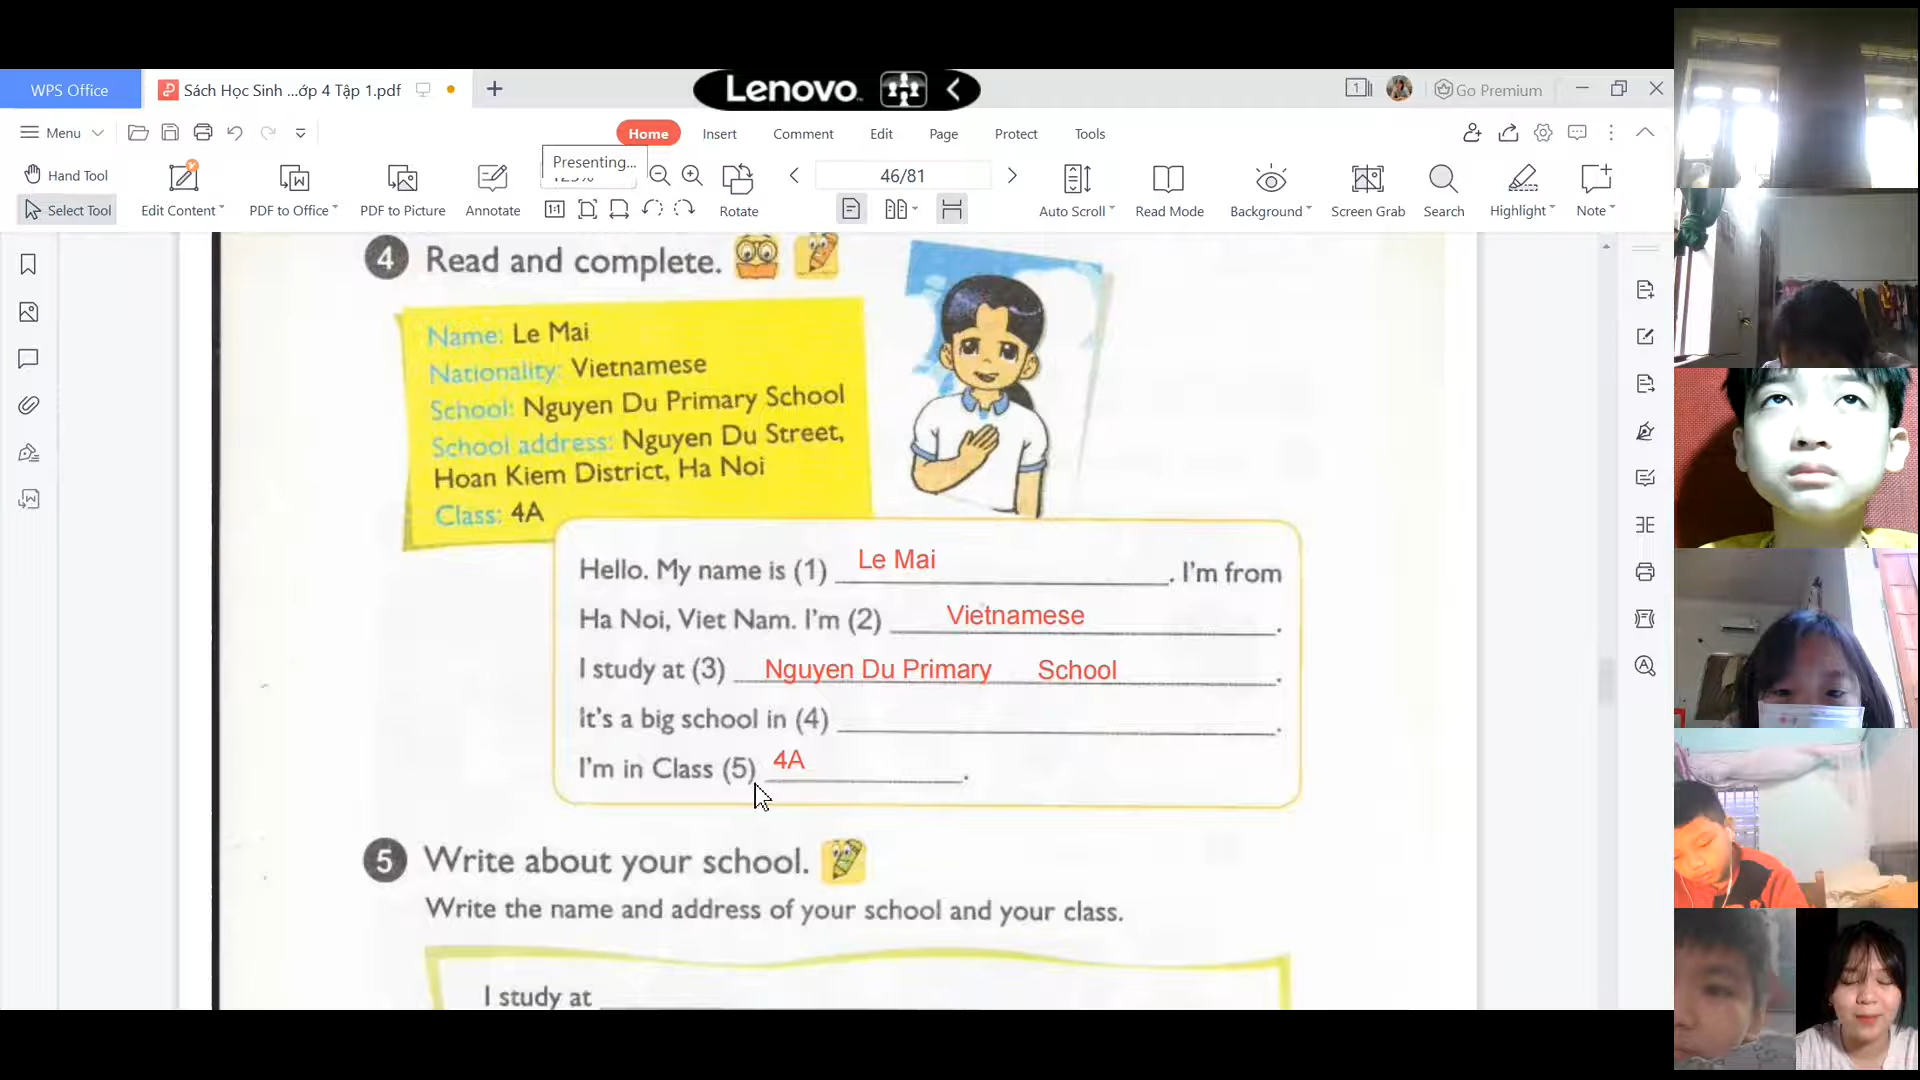 Lenovo
WPS Office
Sách Học Sinh ...ớp 4 Tập 1.pdf
1
Go Premium
Menu
Home
Insert
Comment
Edit
Page
Protect
Tools
Presenting...
Hand Tool
Select Tool
Edit Content
PDF to Office
PDF to Picture
Annotate
Rotate
46/81
Auto Scroll
Read Mode
Background
Screen Grab
Search
Highlight
Note
4 Read and complete.
Name: Le Mai
Nationality: Vietnamese
School: Nguyen Du Primary School
School address: Nguyen Du Street,
Hoan Kiem District, Ha Noi
Class: 4A
Hello. My name is (1) Le Mai . I'm from
Ha Noi, Viet Nam. I'm (2) Vietnamese .
I study at (3) Nguyen Du Primary School .
It's a big school in (4) .
I'm in Class (5) 4A .
5 Write about your school.
Write the name and address of your school and your class.
I study at